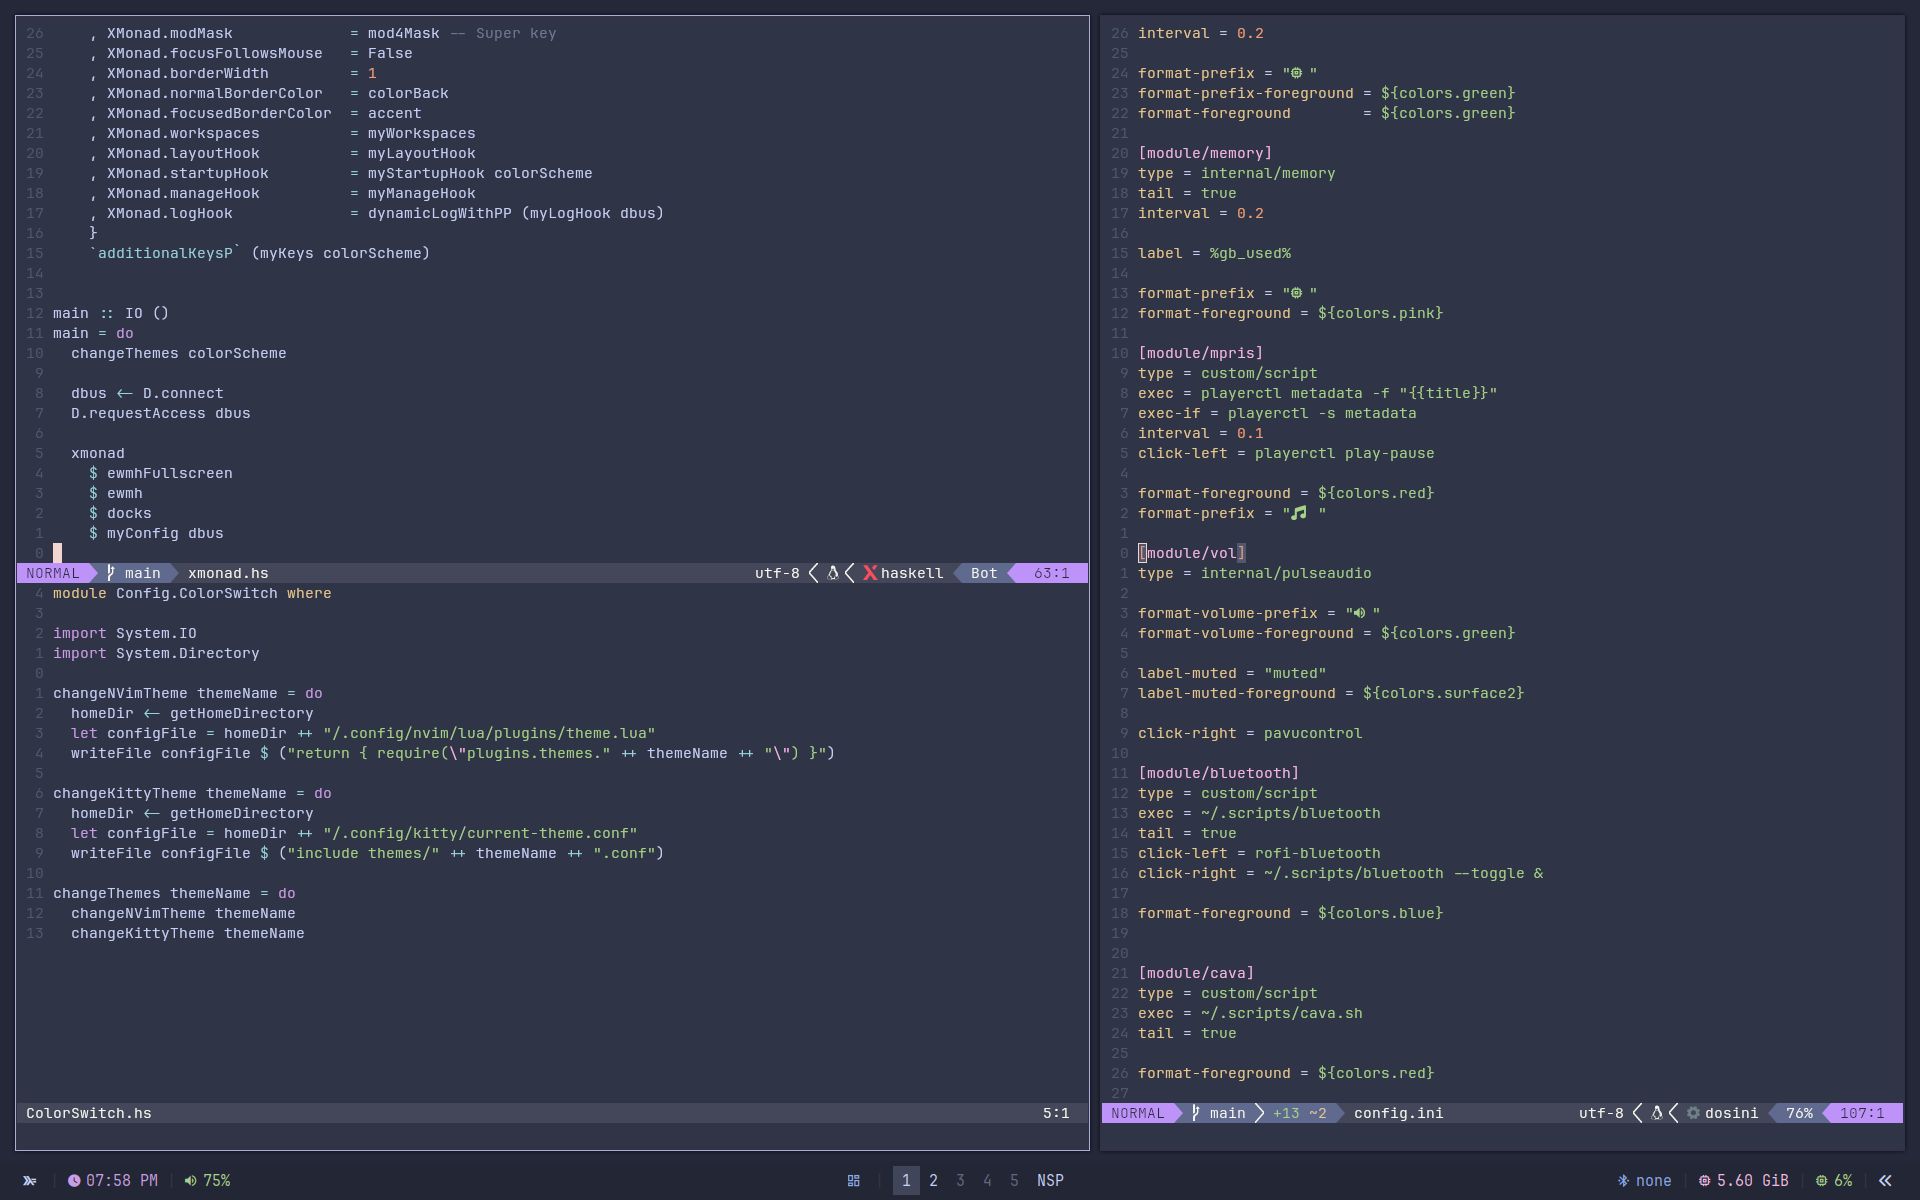 26     , XMonad.modMask             = mod4Mask -- Super key
25     , XMonad.focusFollowsMouse   = False
24     , XMonad.borderWidth         = 1
23     , XMonad.normalBorderColor   = colorBack
22     , XMonad.focusedBorderColor  = accent
21     , XMonad.workspaces          = myWorkspaces
20     , XMonad.layoutHook          = myLayoutHook
19     , XMonad.startupHook         = myStartupHook colorScheme
18     , XMonad.manageHook          = myManageHook
17     , XMonad.logHook             = dynamicLogWithPP (myLogHook dbus)
16     }
15     `additionalKeysP` (myKeys colorScheme)
14
13
12 main :: IO ()
11 main = do
10   changeThemes colorScheme
9
8   dbus <- D.connect
7   D.requestAccess dbus
6
5   xmonad
4     $ ewmhFullscreen
3     $ ewmh
2     $ docks
1     $ myConfig dbus
0
NORMAL main xmonad.hs utf-8 haskell Bot 63:1
4 module Config.ColorSwitch where
3
2 import System.IO
1 import System.Directory
0
1 changeNVimTheme themeName = do
2   homeDir <- getHomeDirectory
3   let configFile = homeDir ++ "/.config/nvim/lua/plugins/theme.lua"
4   writeFile configFile $ ("return { require(\"plugins.themes." ++ themeName ++ "\") }")
5
6 changeKittyTheme themeName = do
7   homeDir <- getHomeDirectory
8   let configFile = homeDir ++ "/.config/kitty/current-theme.conf"
9   writeFile configFile $ ("include themes/" ++ themeName ++ ".conf")
10
11 changeThemes themeName = do
12   changeNVimTheme themeName
13   changeKittyTheme themeName
ColorSwitch.hs 5:1
26 interval = 0.2
25
24 format-prefix = " "
23 format-prefix-foreground = ${colors.green}
22 format-foreground        = ${colors.green}
21
20 [module/memory]
19 type = internal/memory
18 tail = true
17 interval = 0.2
16
15 label = %gb_used%
14
13 format-prefix = " "
12 format-foreground = ${colors.pink}
11
10 [module/mpris]
9 type = custom/script
8 exec = playerctl metadata -f "{{title}}"
7 exec-if = playerctl -s metadata
6 interval = 0.1
5 click-left = playerctl play-pause
4
3 format-foreground = ${colors.red}
2 format-prefix = "🎵 "
1
0 [module/vol]
1 type = internal/pulseaudio
2
3 format-volume-prefix = "🔊 "
4 format-volume-foreground = ${colors.green}
5
6 label-muted = "muted"
7 label-muted-foreground = ${colors.surface2}
8
9 click-right = pavucontrol
10
11 [module/bluetooth]
12 type = custom/script
13 exec = ~/.scripts/bluetooth
14 tail = true
15 click-left = rofi-bluetooth
16 click-right = ~/.scripts/bluetooth --toggle &
17
18 format-foreground = ${colors.blue}
19
20
21 [module/cava]
22 type = custom/script
23 exec = ~/.scripts/cava.sh
24 tail = true
25
26 format-foreground = ${colors.red}
27
NORMAL main +13 ~2 config.ini utf-8 dosini 76% 107:1
07:58 PM 75% 1 2 3 4 5 NSP none 5.60 GiB 6%